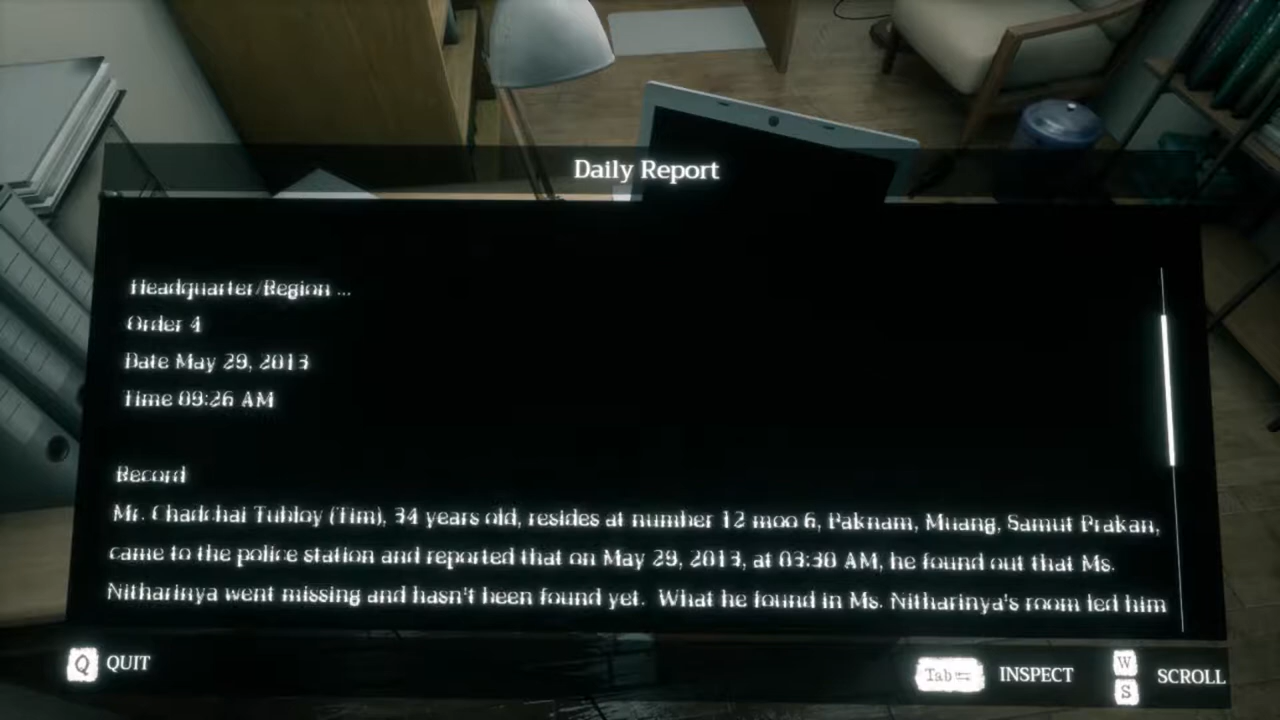 Daily Report
Headquarter/Region ...
Order 4
Date May 29, 2013
Time 09:26 AM
Record
Mr. Chadchai Tubloy (Tim), 34 years old, resides at number 12 moo 6, Paknam, Muang, Samut Prakan,
came to the police station and reported that on May 29, 2013, at 03:30 AM, he found out that Ms.
Nitharinya went missing and hasn't been found yet. What he found in Ms. Nitharinya's room led him
Q QUIT
Tab INSPECT
W
S SCROLL